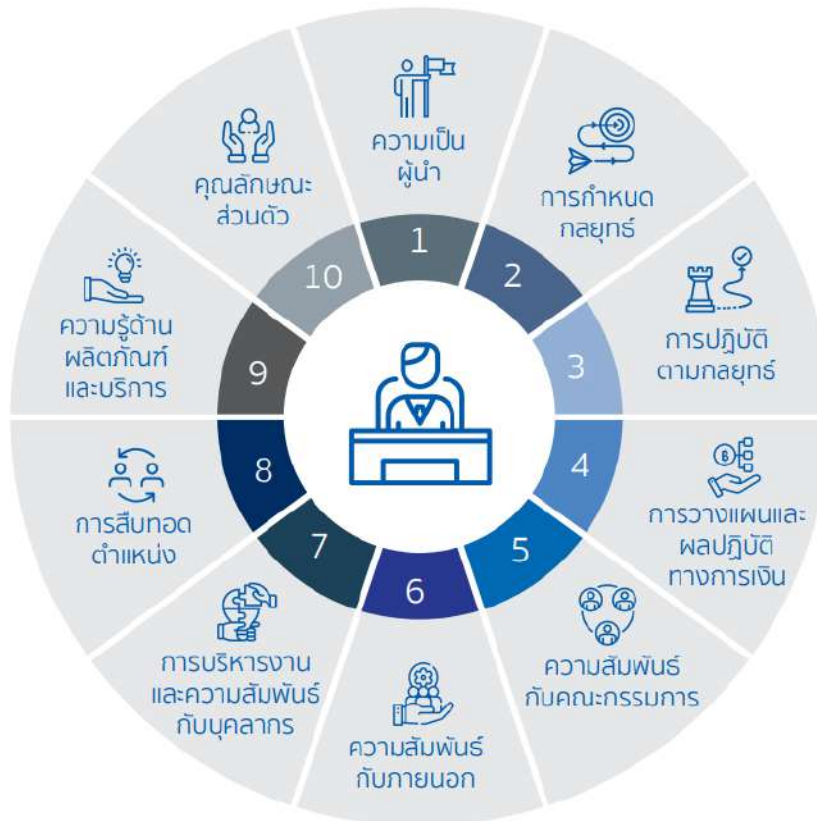 1
ความเป็น
ผู้นำ
2
การกำหนด
กลยุทธ์
3
การปฏิบัติ
ตามกลยุทธ์
4
การวางแผนและ
ผลปฏิบัติ
ทางการเงิน
5
ความสัมพันธ์
กับคณะกรรมการ
6
ความสัมพันธ์
กับภายนอก
7
การบริหารงาน
และความสัมพันธ์
กับบุคลากร
8
การสืบทอด
ตำแหน่ง
9
ความรู้ด้าน
ผลิตภัณฑ์
และบริการ
10
คุณลักษณะ
ส่วนตัว
฿